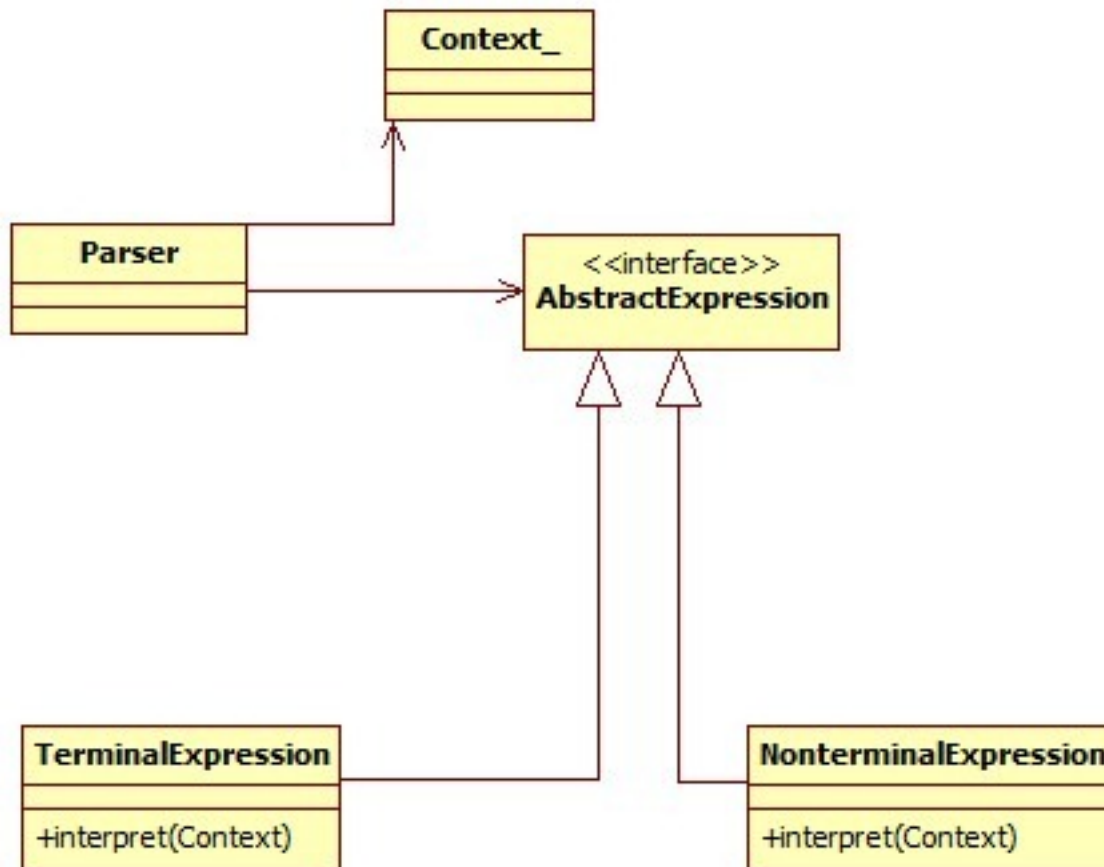 Context_
Parser
<<interface>>
AbstractExpression
TerminalExpression
+interpret(Context)
NonterminalExpression
+interpret(Context)